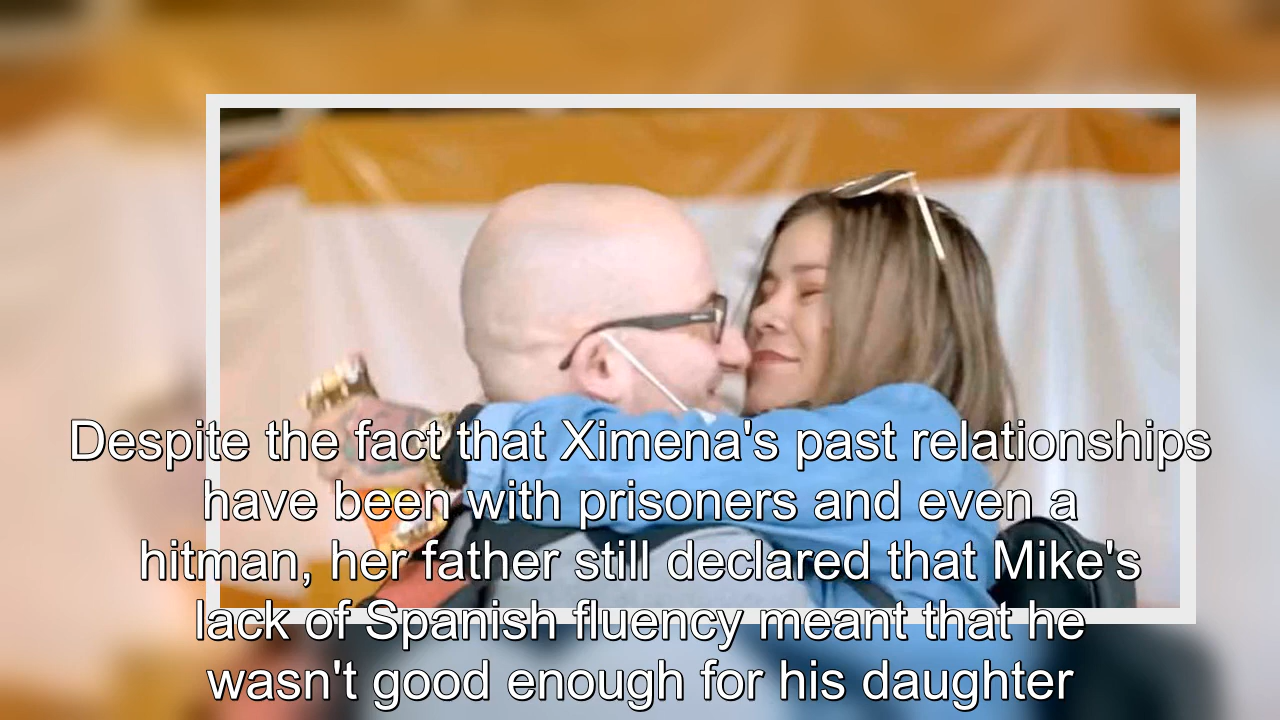 Despite the fact that Ximena's past relationships
have been with prisoners and even a
hitman, her father still declared that Mike's
lack of Spanish fluency meant that he
wasn't good enough for his daughter